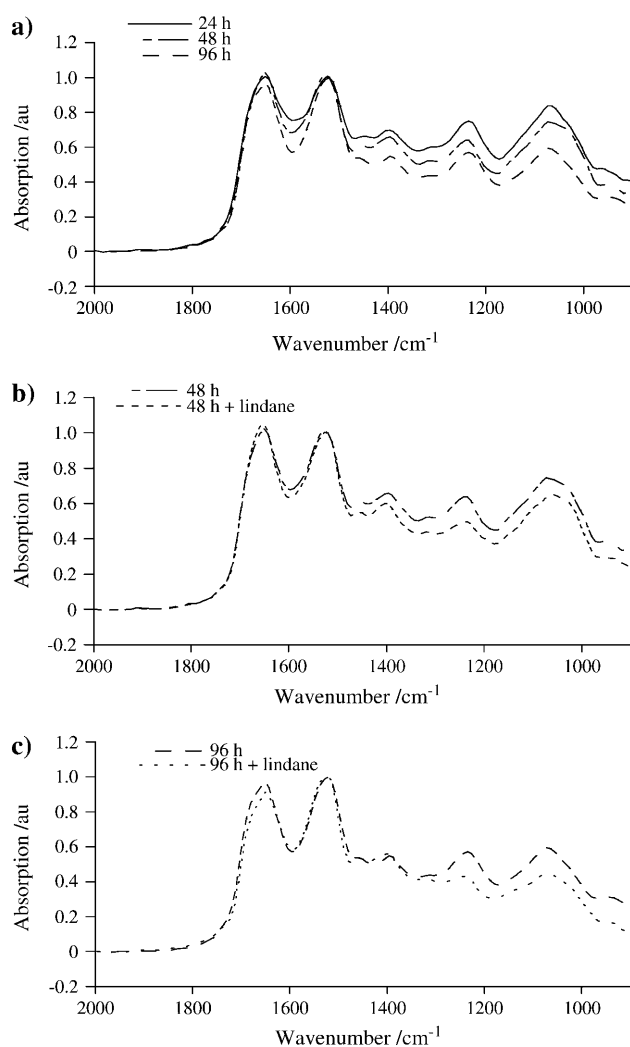 a)
24 h
48 h
96 h
1.2
1.0
0.8
0.6
0.4
0.2
0
-0.2
Absorption /au
2000 1800 1600 1400 1200 1000
Wavenumber /cm-1
b)
48 h
48 h + lindane
1.2
1.0
0.8
0.6
0.4
0.2
0
-0.2
Absorption /au
2000 1800 1600 1400 1200 1000
Wavenumber /cm-1
c)
96 h
96 h + lindane
1.2
1.0
0.8
0.6
0.4
0.2
0
-0.2
Absorption /au
2000 1800 1600 1400 1200 1000
Wavenumber /cm-1